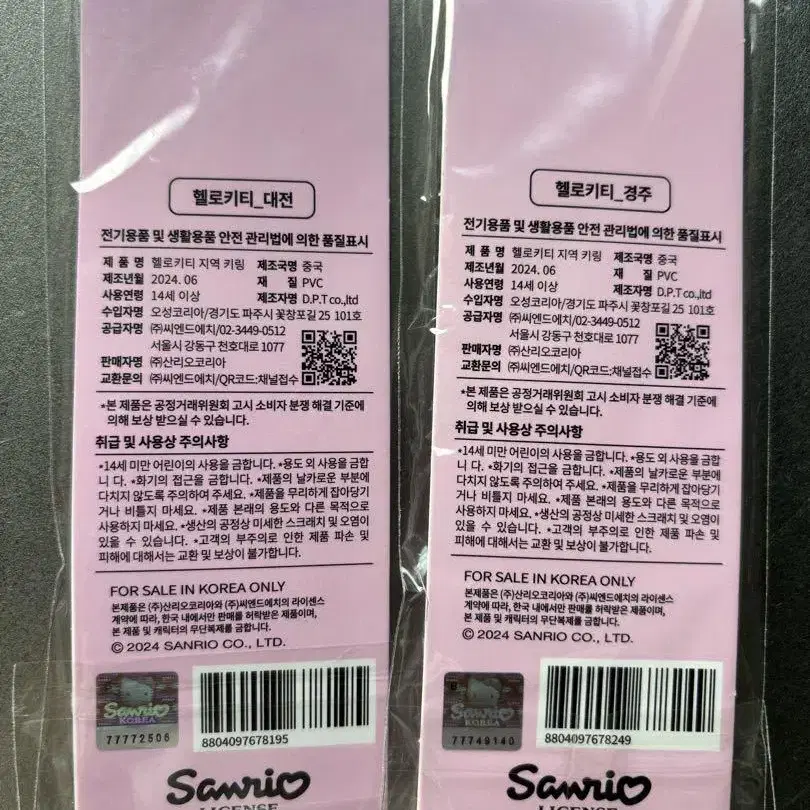 헬로키티_대전
전기용품 및 생활용품 안전 관리법에 의한 품질표시
제 품 명 헬로키티 지역 키링 제조국명 중국
제조년월 2024. 06 재 질 PVC
사용연령 14세 이상 제조자명 D.P.T co.,ltd
수입자명 오성코리아/경기도 파주시 꽃창포길 25 101호
공급자명 ㈜씨엔드에치/02-3449-0512
서울시 강동구 천호대로 1077
판매자명 ㈜산리오코리아
교환문의 ㈜씨엔드에치/QR코드:채널접수
*본 제품은 공정거래위원회 고시 소비자 분쟁 해결 기준에
의해 보상 받으실 수 있습니다.
취급 및 사용상 주의사항
*14세 미만 어린이의 사용을 금합니다. *용도 외 사용을 금합
니 다. *화기의 접근을 금합니다. *제품의 날카로운 부분에
다치지 않도록 주의하여 주세요. *제품을 무리하게 잡아당기
거나 비틀지 마세요. *제품 본래의 용도와 다른 목적으로
사용하지 마세요. *생산의 공정상 미세한 스크래치 및 오염이
있을 수 있습니다. *고객의 부주의로 인한 제품 파손 및
피해에 대해서는 교환 및 보상이 불가합니다.
FOR SALE IN KOREA ONLY
본제품은 (주)산리오코리아와 (주)씨엔드에치의 라이센스
계약에 따라, 한국 내에서만 판매를 허락받은 제품이며,
본 제품 및 캐릭터의 무단복제를 금합니다.
© 2024 SANRIO CO., LTD.
Sanrio
KOREA
77772506
8804097678195
Sanrio
LICENSE
헬로키티_경주
전기용품 및 생활용품 안전 관리법에 의한 품질표시
제 품 명 헬로키티 지역 키링 제조국명 중국
제조년월 2024. 06 재 질 PVC
사용연령 14세 이상 제조자명 D.P.T co.,ltd
수입자명 오성코리아/경기도 파주시 꽃창포길 25 101호
공급자명 ㈜씨엔드에치/02-3449-0512
서울시 강동구 천호대로 1077
판매자명 ㈜산리오코리아
교환문의 ㈜씨엔드에치/QR코드:채널접수
*본 제품은 공정거래위원회 고시 소비자 분쟁 해결 기준에
의해 보상 받으실 수 있습니다.
취급 및 사용상 주의사항
*14세 미만 어린이의 사용을 금합니다. *용도 외 사용을 금합
니 다. *화기의 접근을 금합니다. *제품의 날카로운 부분에
다치지 않도록 주의하여 주세요. *제품을 무리하게 잡아당기
거나 비틀지 마세요. *제품 본래의 용도와 다른 목적으로
사용하지 마세요. *생산의 공정상 미세한 스크래치 및 오염이
있을 수 있습니다. *고객의 부주의로 인한 제품 파손 및
피해에 대해서는 교환 및 보상이 불가합니다.
FOR SALE IN KOREA ONLY
본제품은 (주)산리오코리아와 (주)씨엔드에치의 라이센스
계약에 따라, 한국 내에서만 판매를 허락받은 제품이며,
본 제품 및 캐릭터의 무단복제를 금합니다.
© 2024 SANRIO CO., LTD.
Sanrio
KOREA
77749140
8804097678249
Sanrio
LICENSE